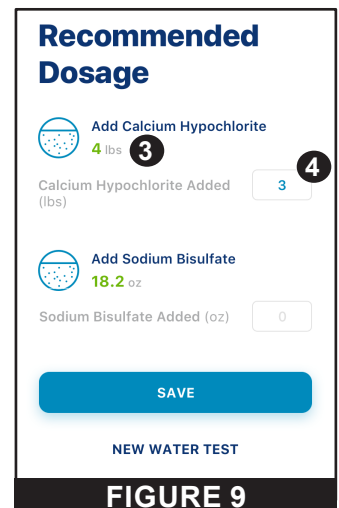 Recommended
Dosage
Add Calcium Hypochlorite
4 lbs 3
4
Calcium Hypochlorite Added 3
(lbs)
Add Sodium Bisulfate
18.2 oz
Sodium Bisulfate Added (oz) 0
SAVE
NEW WATER TEST
FIGURE 9